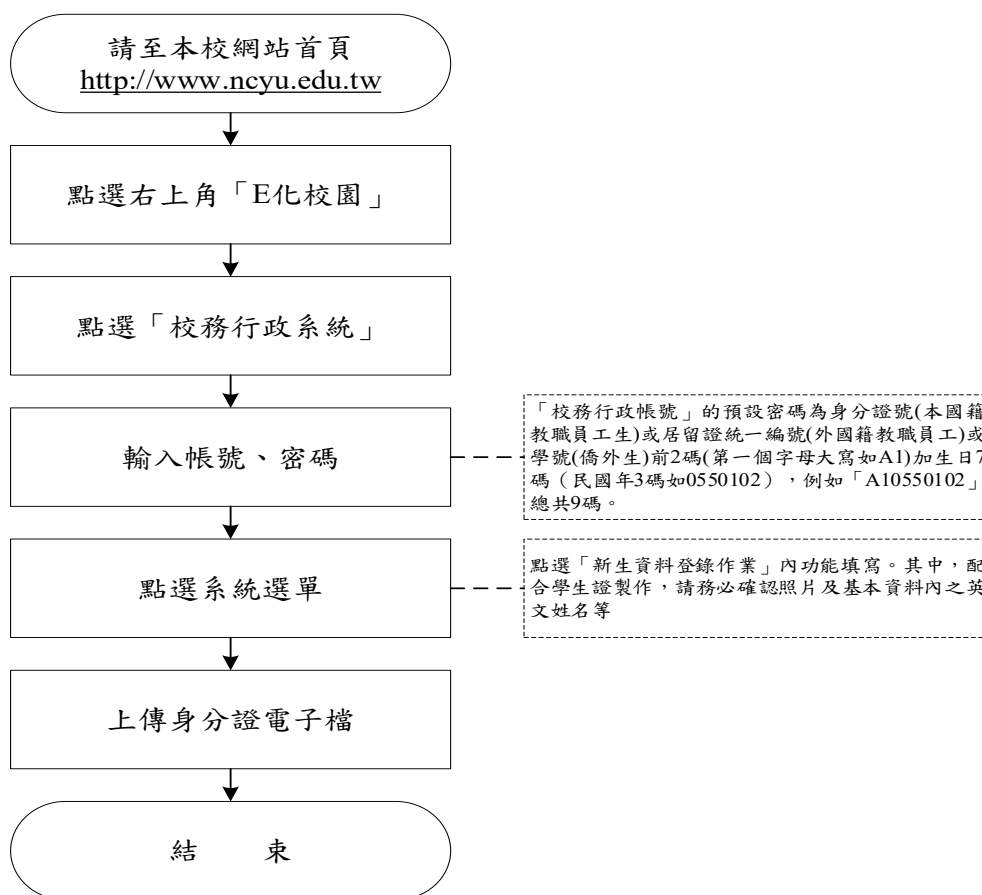 請至本校網站首頁
http://www.ncyu.edu.tw
點選右上角「E化校園」
點選「校務行政系統」
輸入帳號、密碼
「校務行政帳號」的預設密碼為身分證號(本國籍
教職員工生)或居留證統一編號(外國籍教職員工)或
學號(僑外生)前2碼(第一個字母大寫如A1)加生日7
碼（民國年3碼如0550102），例如「A10550102」
總共9碼。
點選系統選單
點選「新生資料登錄作業」內功能填寫。其中，配
合學生證製作，請務必確認照片及基本資料內之英
文姓名等
上傳身分證電子檔
結 束